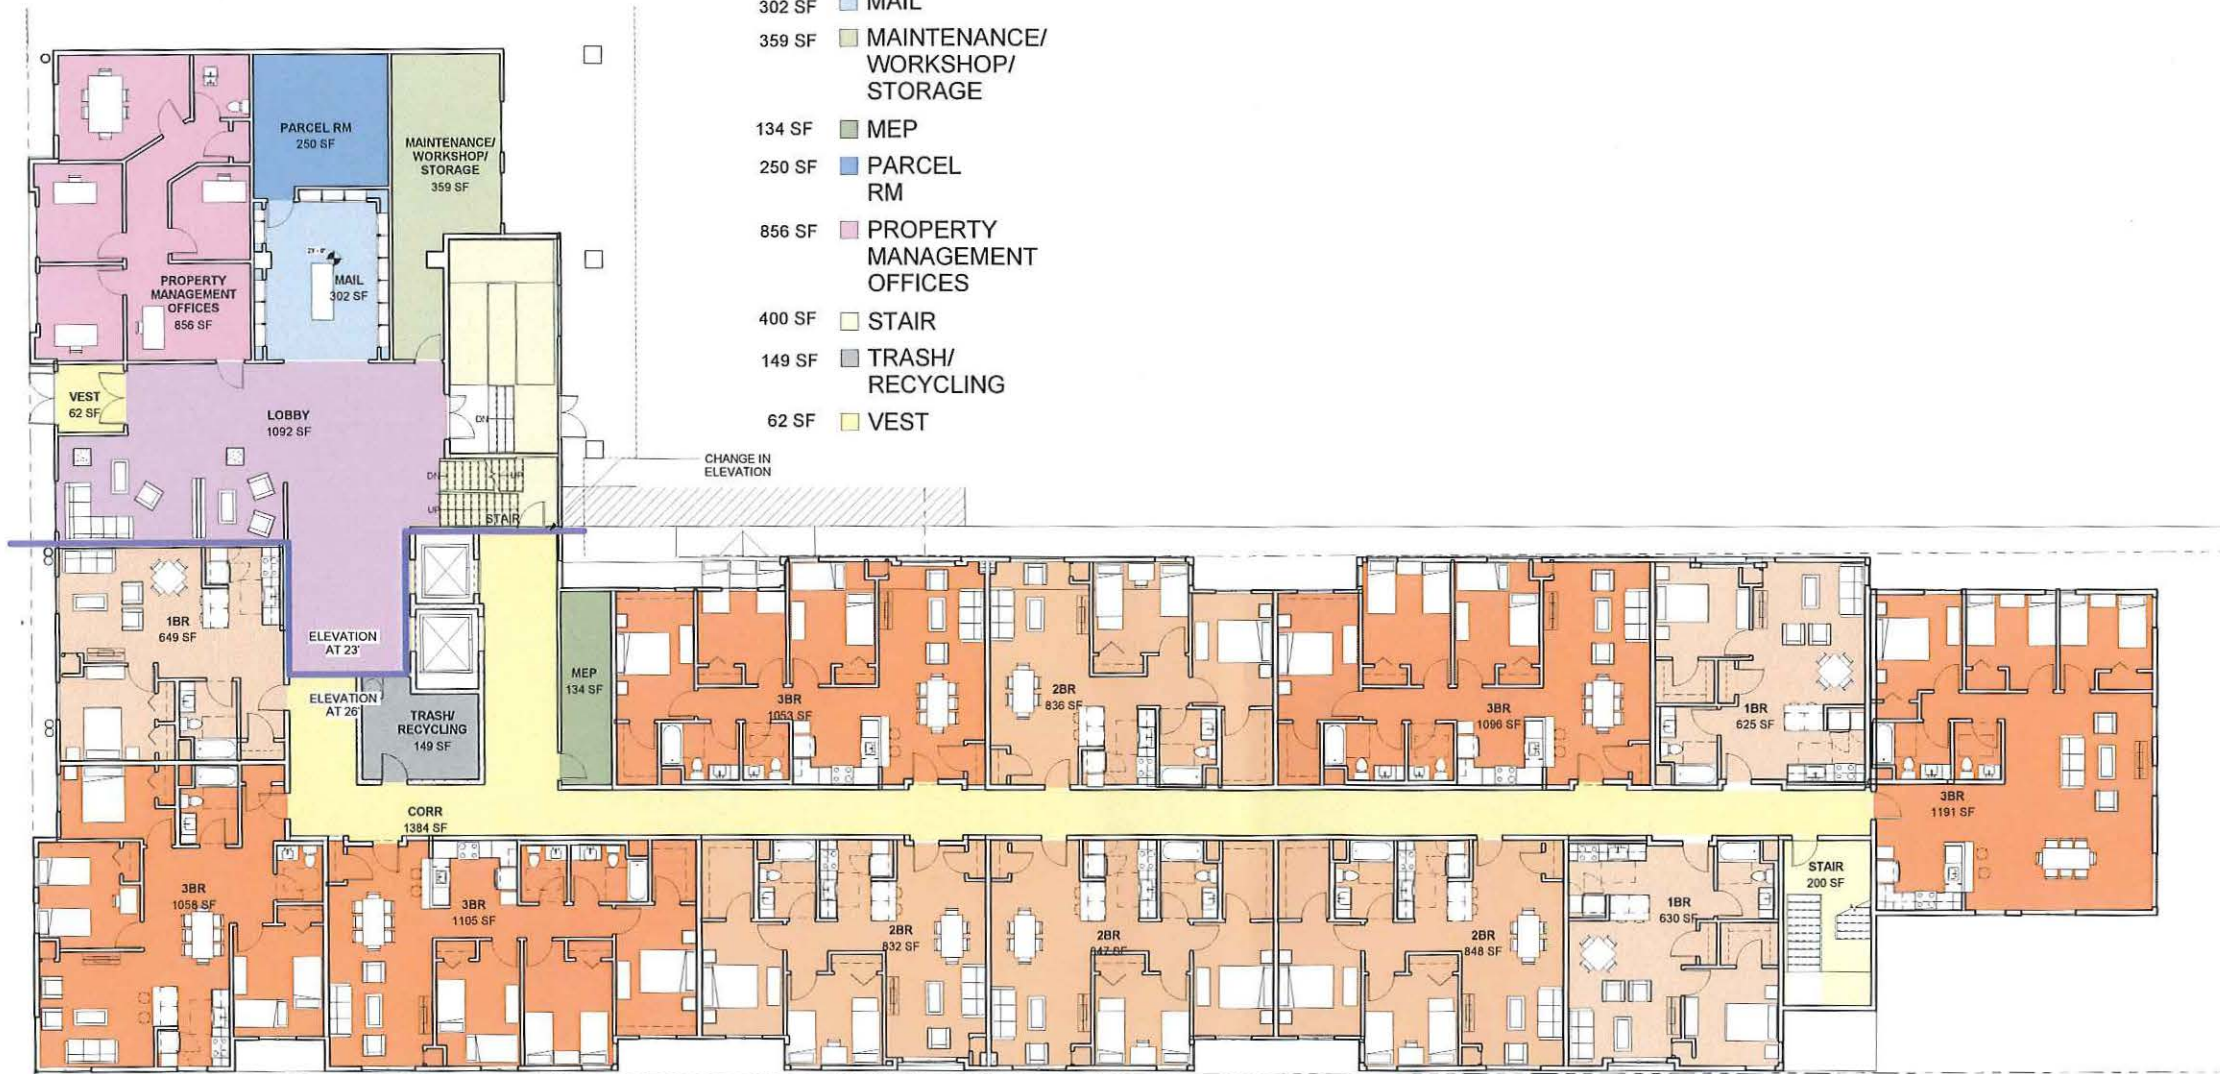 302 SF MAIL
359 SF MAINTENANCE/
WORKSHOP/
STORAGE
134 SF MEP
250 SF PARCEL
RM
856 SF PROPERTY
MANAGEMENT
OFFICES
400 SF STAIR
149 SF TRASH/
RECYCLING
62 SF VEST
PARCEL RM
250 SF
MAINTENANCE/
WORKSHOP/
STORAGE
359 SF
MAIL
302 SF
PROPERTY
MANAGEMENT
OFFICES
856 SF
VEST
62 SF
LOBBY
1092 SF
DN
DN
UP
UP
STAIR
CHANGE IN
ELEVATION
1BR
649 SF
ELEVATION
AT 23'
ELEVATION
AT 26'
TRASH/
RECYCLING
149 SF
MEP
134 SF
3BR
1053 SF
2BR
836 SF
3BR
1096 SF
1BR
625 SF
3BR
1191 SF
CORR
1384 SF
3BR
1058 SF
3BR
1105 SF
2BR
832 SF
2BR
847 SF
2BR
848 SF
1BR
630 SF
STAIR
200 SF